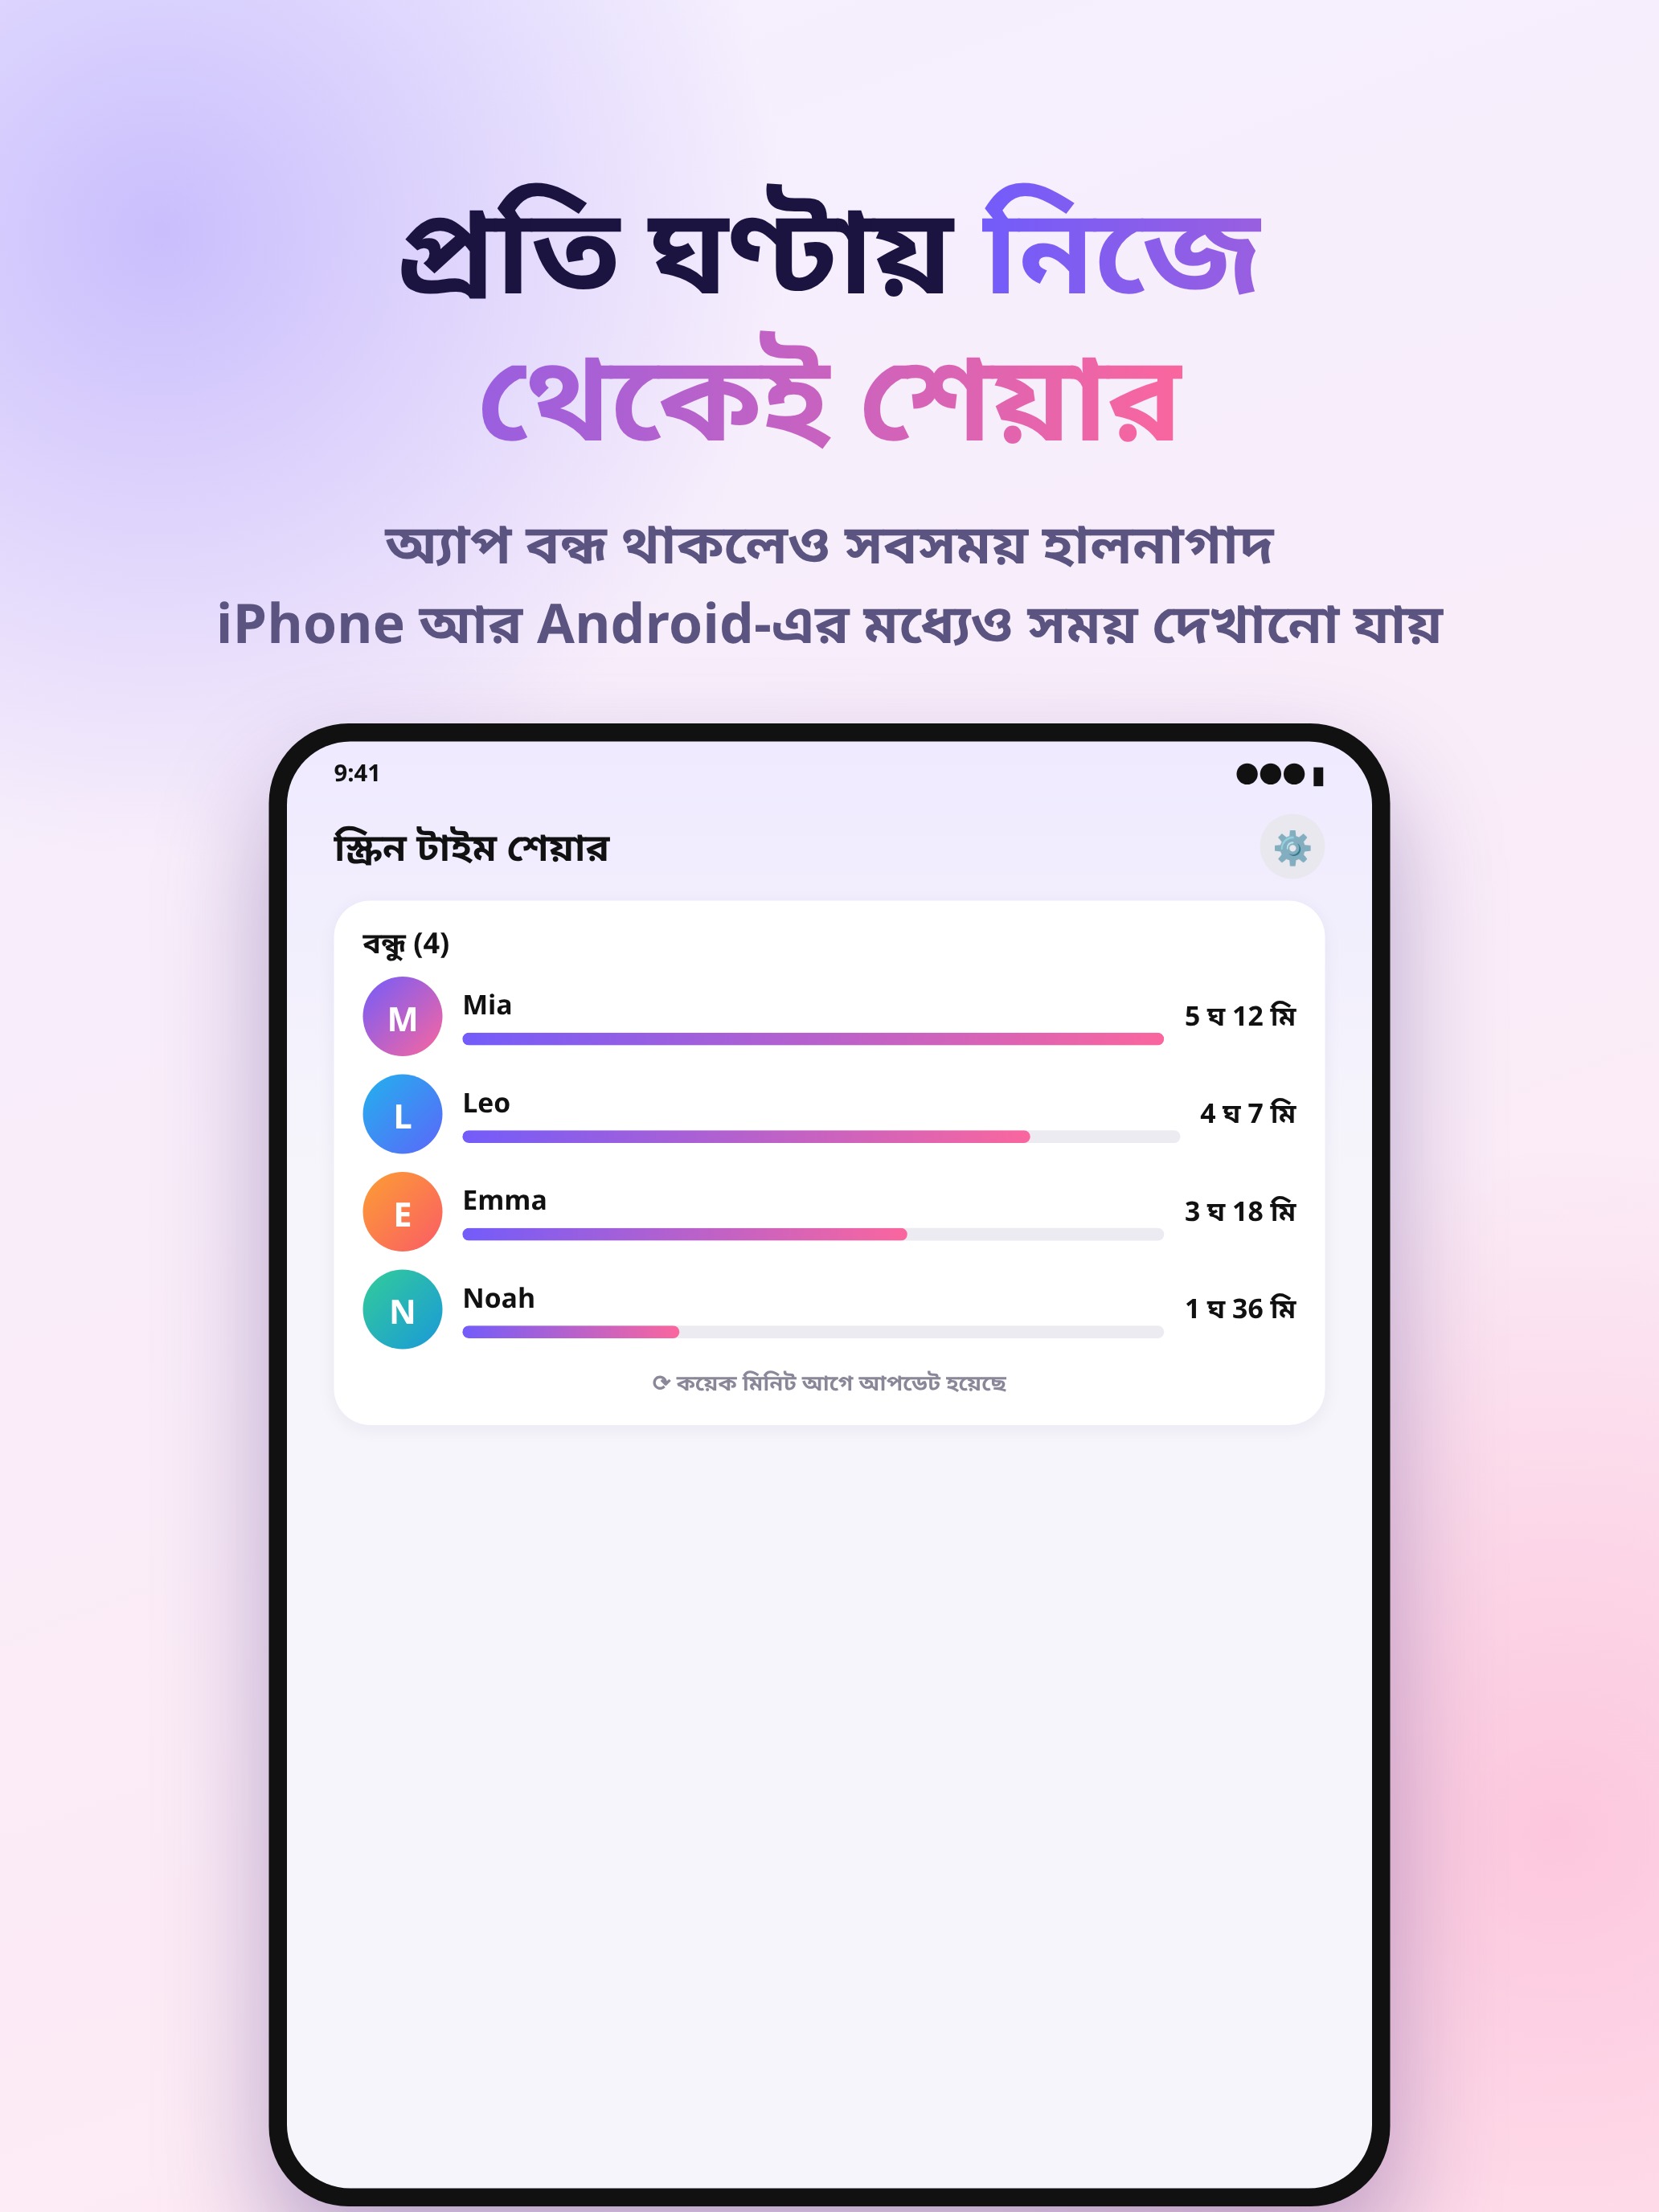 প্রতি ঘণ্টায় নিজে
থেকেই শেয়ার
অ্যাপ বন্ধ থাকলেও সবসময় হালনাগাদ
iPhone আর Android-এর মধ্যেও সময় দেখানো যায়
9:41
স্ক্রিন টাইম শেয়ার
বন্ধু (4)
M
Mia
5 ঘ 12 মি
L
Leo
4 ঘ 7 মি
E
Emma
3 ঘ 18 মি
N
Noah
1 ঘ 36 মি
⟳ কয়েক মিনিট আগে আপডেট হয়েছে